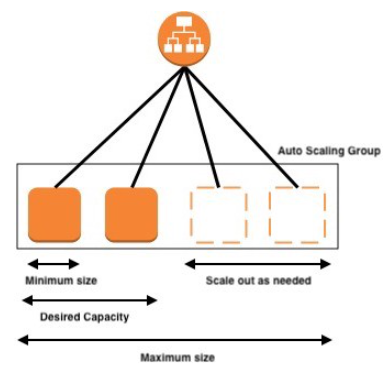 Auto Scaling Group
Minimum size
Scale out as needed
Desired Capacity
Maximum size